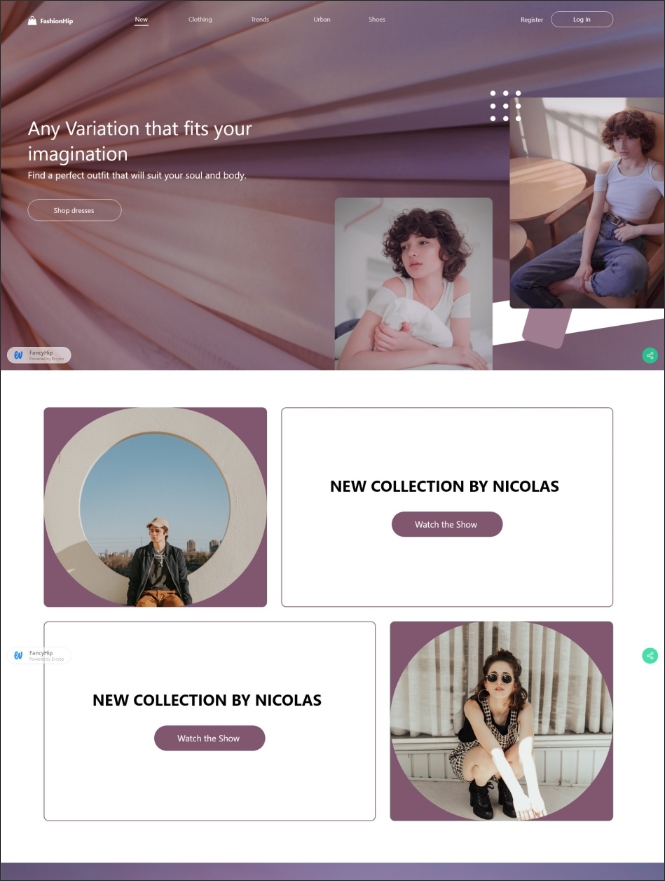 FashionHip
New
Clothing
Trends
Urban
Shoes
Register
Log In
Any Variation that fits your
imagination
Find a perfect outfit that will suit your soul and body.
Shop dresses
FancyHip
NEW COLLECTION BY NICOLAS
Watch the Show
FancyHip
NEW COLLECTION BY NICOLAS
Watch the Show